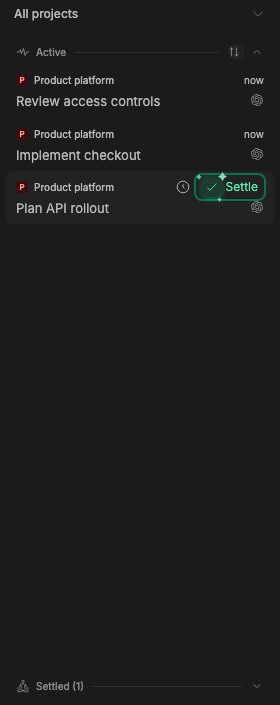 All projects
Active
P Product platform now
Review access controls
P Product platform now
Implement checkout
P Product platform Settle
Plan API rollout
Settled (1)